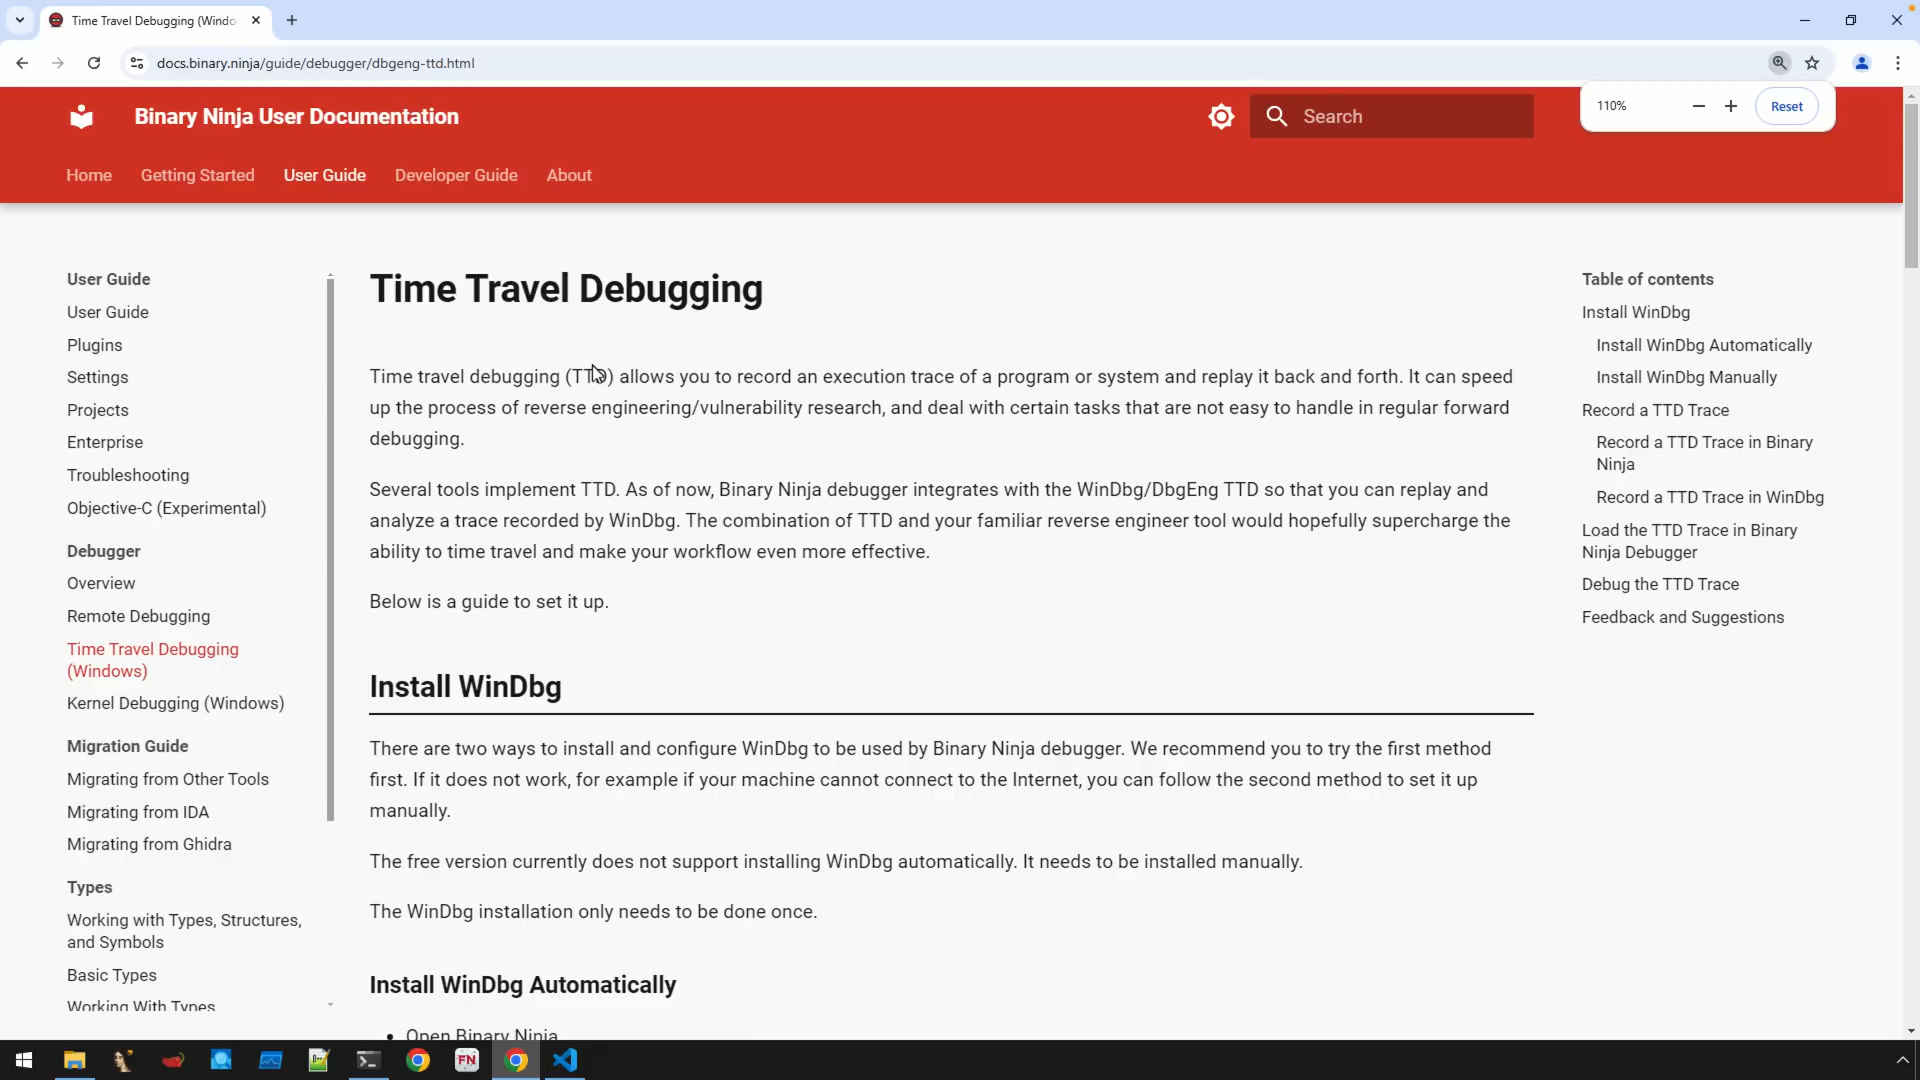 Time Travel Debugging (Windo
docs.binary.ninja/guide/debugger/dbgeng-ttd.html
110%
Reset
Binary Ninja User Documentation
Search
Home
Getting Started
User Guide
Developer Guide
About
User Guide
User Guide
Plugins
Settings
Projects
Enterprise
Troubleshooting
Objective-C (Experimental)
Debugger
Overview
Remote Debugging
Time Travel Debugging
(Windows)
Kernel Debugging (Windows)
Migration Guide
Migrating from Other Tools
Migrating from IDA
Migrating from Ghidra
Types
Working with Types, Structures,
and Symbols
Basic Types
Working With Types
Time Travel Debugging
Time travel debugging (TTD) allows you to record an execution trace of a program or system and replay it back and forth. It can speed
up the process of reverse engineering/vulnerability research, and deal with certain tasks that are not easy to handle in regular forward
debugging.
Several tools implement TTD. As of now, Binary Ninja debugger integrates with the WinDbg/DbgEng TTD so that you can replay and
analyze a trace recorded by WinDbg. The combination of TTD and your familiar reverse engineer tool would hopefully supercharge the
ability to time travel and make your workflow even more effective.
Below is a guide to set it up.
Install WinDbg
There are two ways to install and configure WinDbg to be used by Binary Ninja debugger. We recommend you to try the first method
first. If it does not work, for example if your machine cannot connect to the Internet, you can follow the second method to set it up
manually.
The free version currently does not support installing WinDbg automatically. It needs to be installed manually.
The WinDbg installation only needs to be done once.
Install WinDbg Automatically
• Open Binary Ninja
Table of contents
Install WinDbg
Install WinDbg Automatically
Install WinDbg Manually
Record a TTD Trace
Record a TTD Trace in Binary
Ninja
Record a TTD Trace in WinDbg
Load the TTD Trace in Binary
Ninja Debugger
Debug the TTD Trace
Feedback and Suggestions
FN